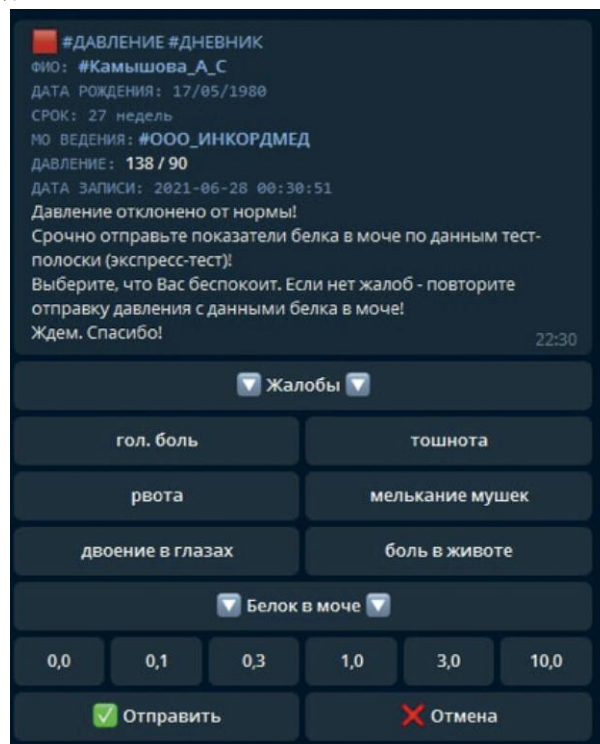 #ДАВЛЕНИЕ #ДНЕВНИК
ФИО: #Камышова_А_С
ДАТА РОЖДЕНИЯ: 17/05/1980
СРОК: 27 недель
МО ВЕДЕНИЯ: #ООО_ИНКОРДМЕД
ДАВЛЕНИЕ: 138 / 90
ДАТА ЗАПИСИ: 2021-06-28 00:30:51
Давление отклонено от нормы!
Срочно отправьте показатели белка в моче по данным тест-
полоски (экспресс-тест)!
Выберите, что Вас беспокоит. Если нет жалоб - повторите
отправку давления с данными белка в моче!
Ждем. Спасибо!
22:30
Жалобы
гол. боль тошнота
рвота мелькание мушек
двоение в глазах боль в животе
Белок в моче
0,0 0,1 0,3 1,0 3,0 10,0
Отправить Отмена